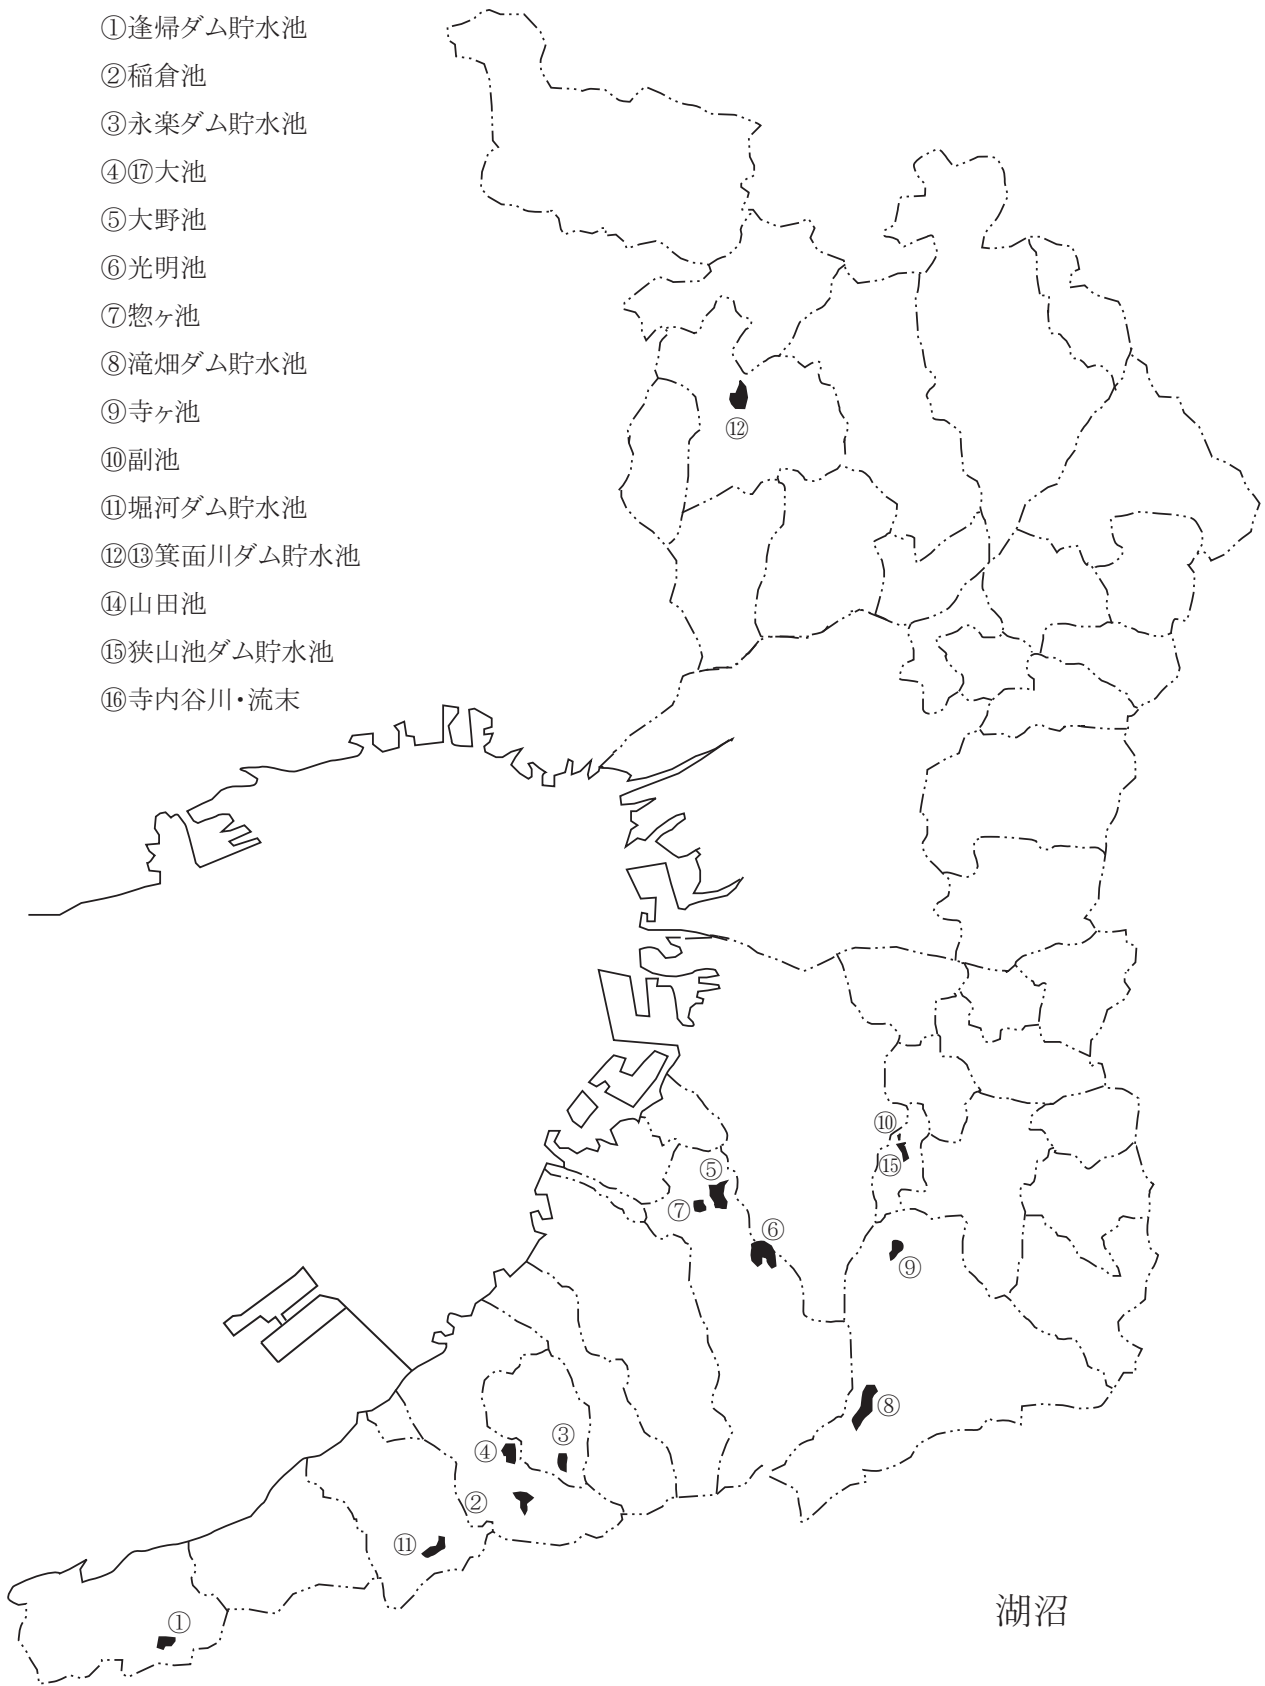 ①逢帰ダム貯水池
②稲倉池
③永楽ダム貯水池
④⑰大池
⑤大野池
⑥光明池
⑦惣ヶ池
⑧滝畑ダム貯水池
⑨寺ヶ池
⑩副池
⑪堀河ダム貯水池
⑫⑬箕面川ダム貯水池
⑭山田池
⑮狭山池ダム貯水池
⑯寺内谷川・流末
⑫
⑩
⑮
⑤
⑦
⑥
⑨
⑧
③
④
②
⑪
①
湖沼